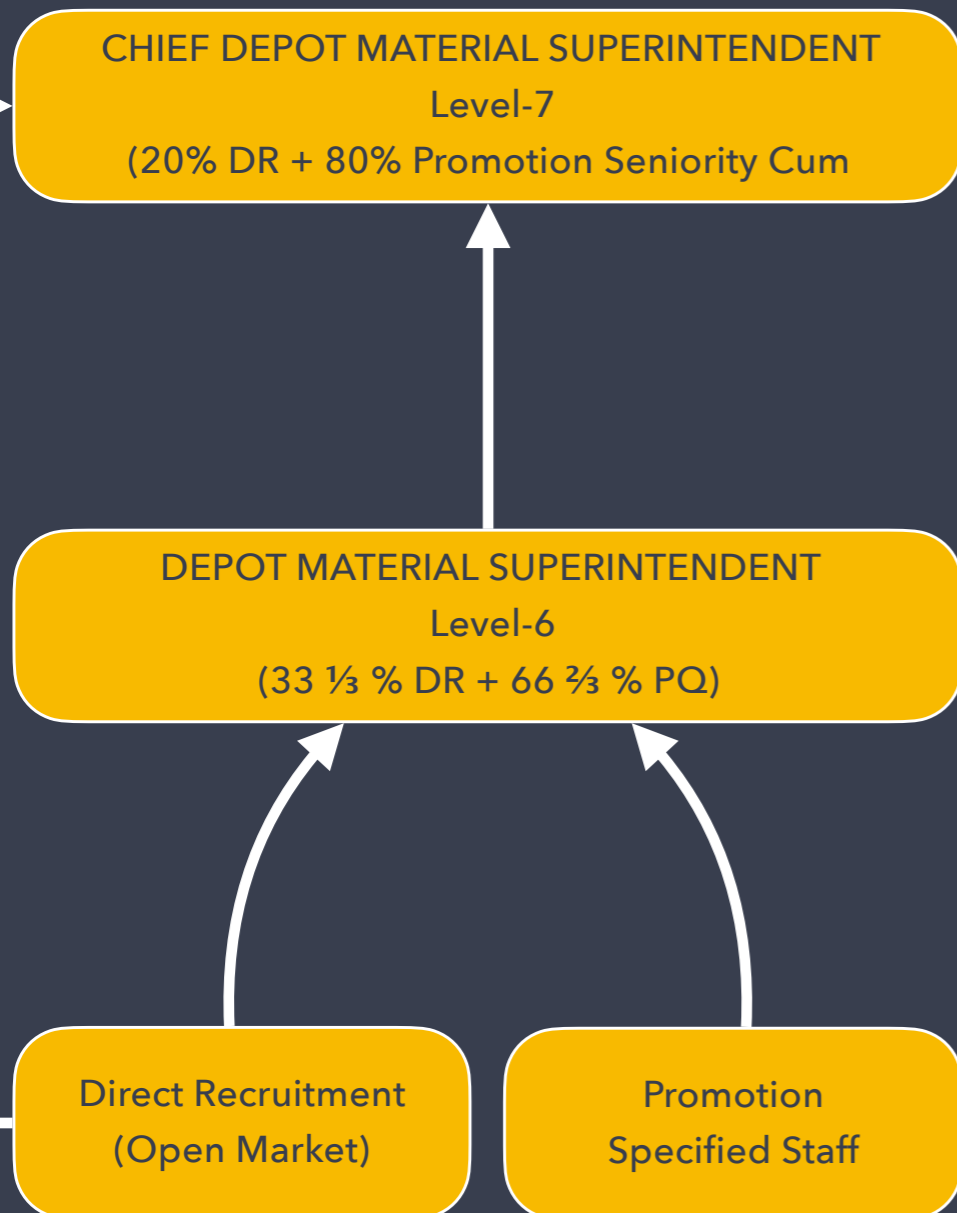 CHIEF DEPOT MATERIAL SUPERINTENDENT
Level-7
(20% DR + 80% Promotion Seniority Cum
DEPOT MATERIAL SUPERINTENDENT
Level-6
(33 ⅓ % DR + 66 ⅔ % PQ)
Direct Recruitment
(Open Market)
Promotion
Specified Staff